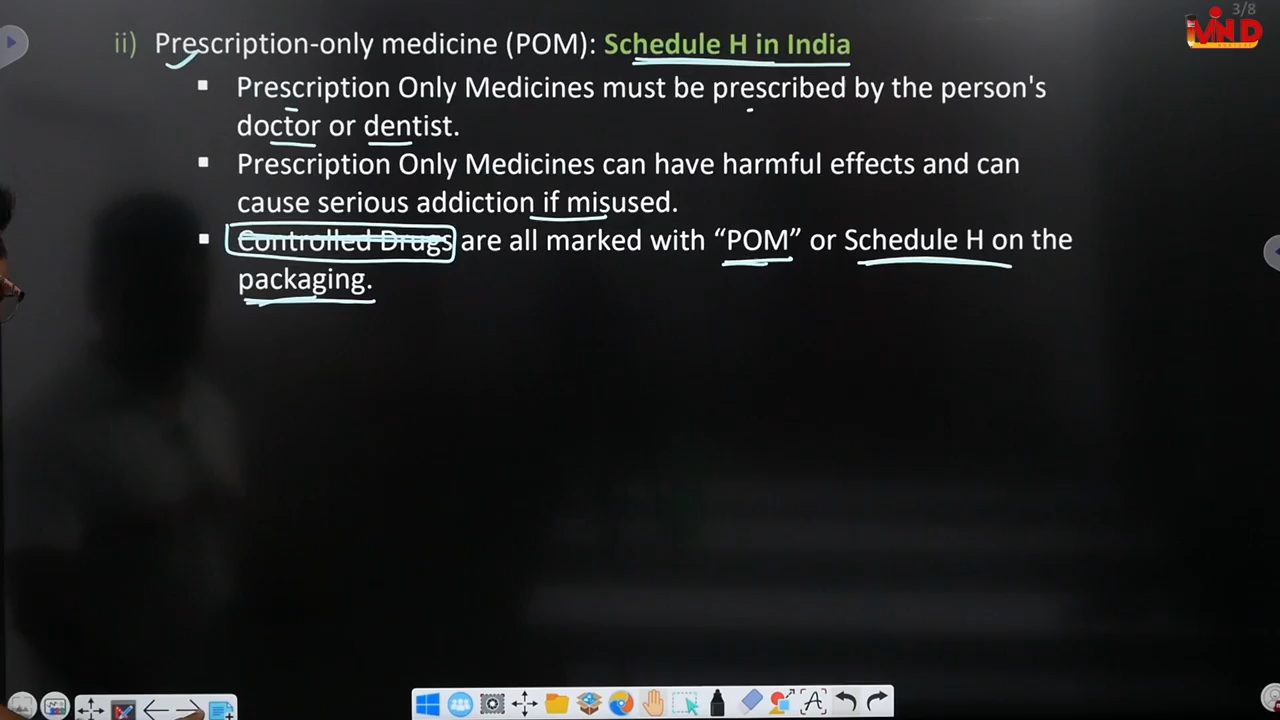 3/8
MIND
ii) Prescription-only medicine (POM): Schedule H in India
▪ Prescription Only Medicines must be prescribed by the person's
doctor or dentist.
▪ Prescription Only Medicines can have harmful effects and can
cause serious addiction if misused.
▪ Controlled Drugs are all marked with “POM” or Schedule H on the
packaging.